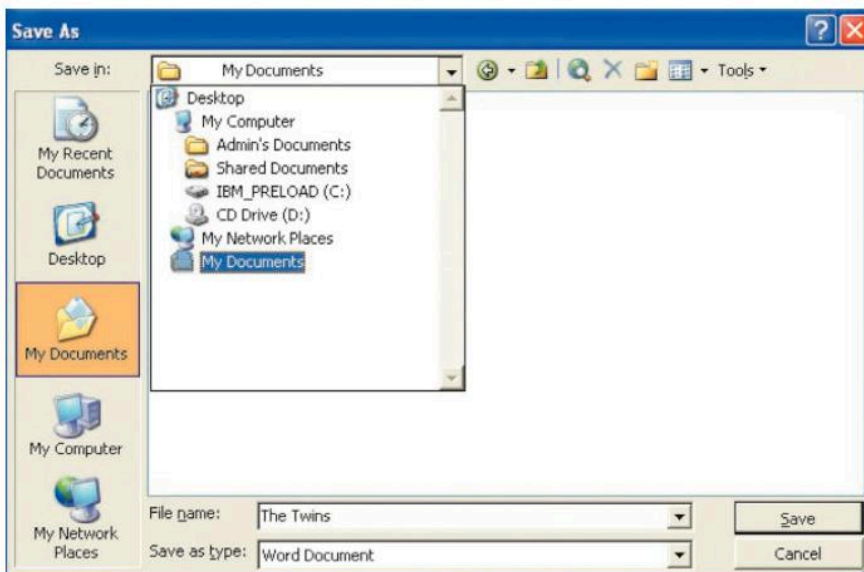 Save As
Save in:
My Documents
Tools
Desktop
My Computer
Admin's Documents
Shared Documents
IBM_PRELOAD (C:)
CD Drive (D:)
My Network Places
My Documents
My Recent
Documents
Desktop
My Documents
My Computer
My Network
Places
File name:
The Twins
Save
Save as type:
Word Document
Cancel